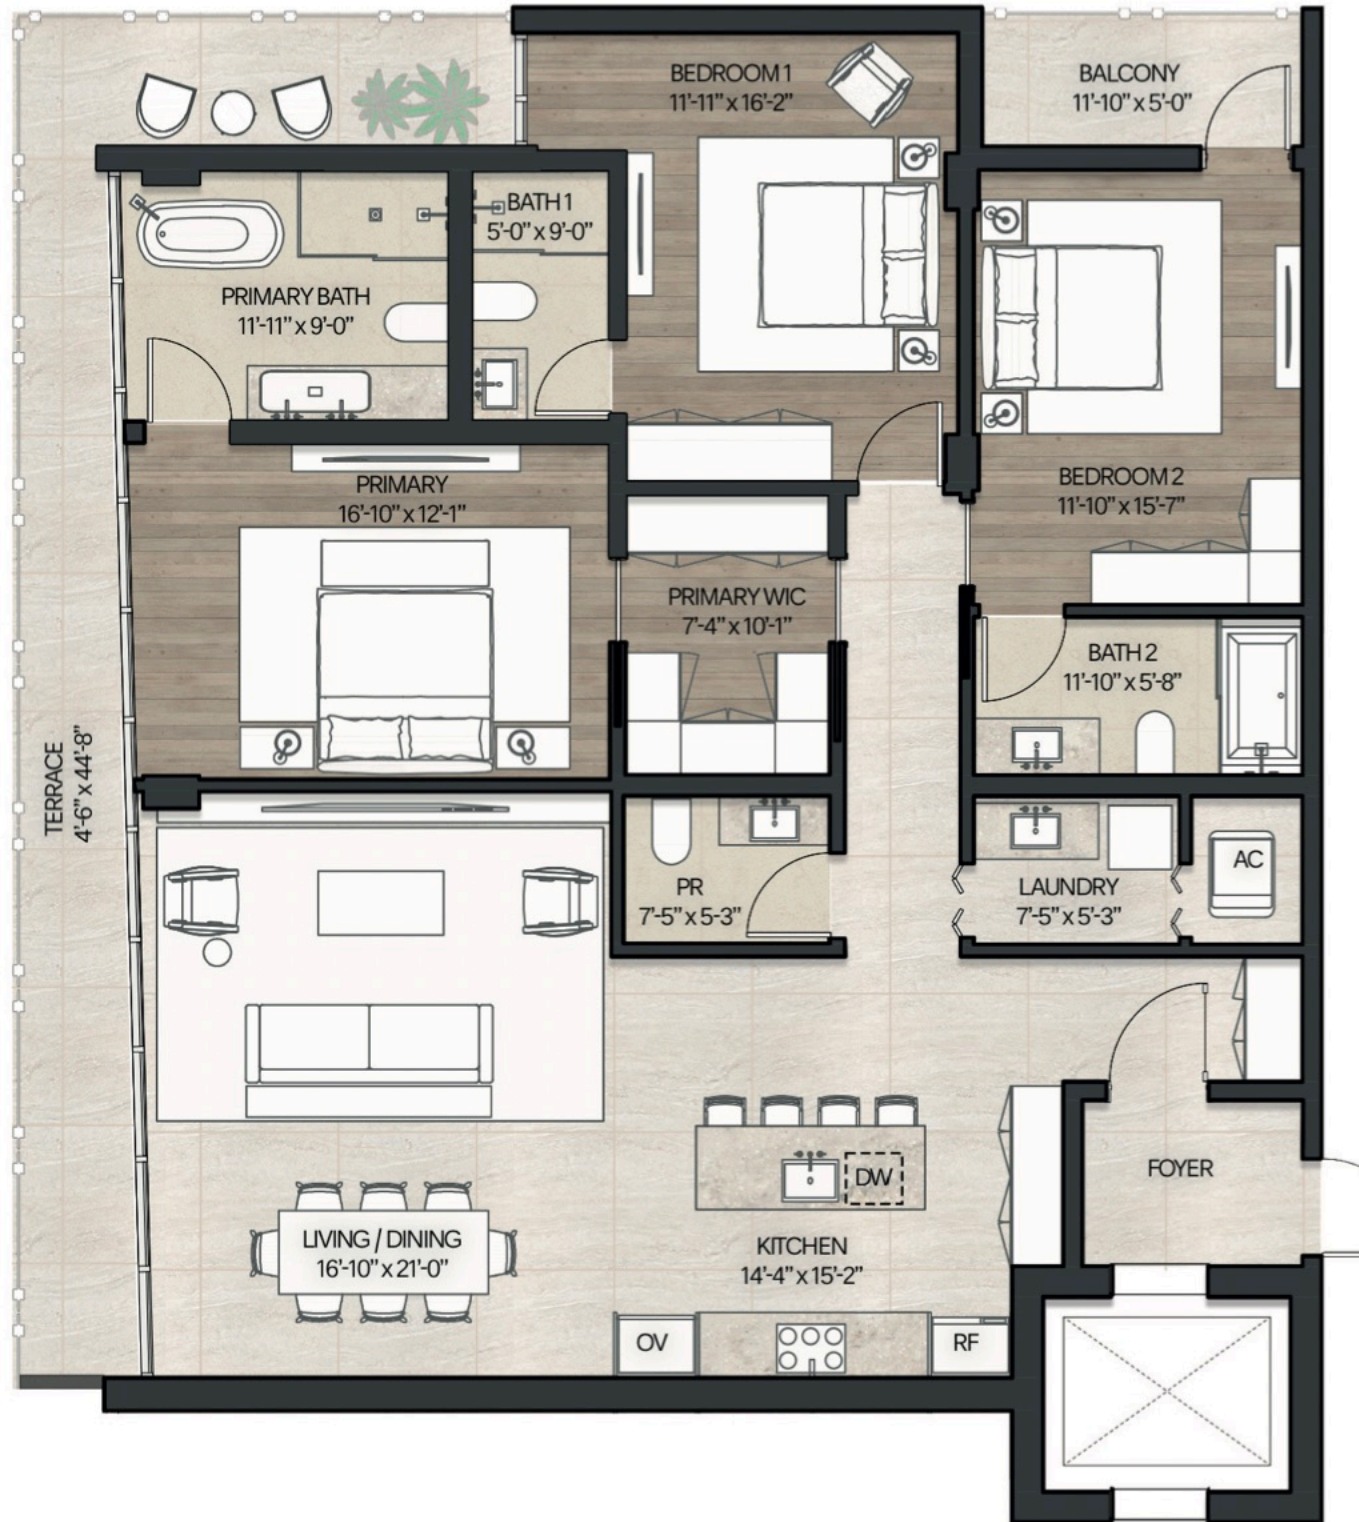 BEDROOM 1
11'-11" x 16'-2"
BALCONY
11'-10" x 5'-0"
BATH 1
5'-0" x 9'-0"
PRIMARY BATH
11'-11" x 9'-0"
PRIMARY
16'-10" x 12'-1"
BEDROOM 2
11'-10" x 15'-7"
PRIMARY WIC
7'-4" x 10'-1"
BATH 2
11'-10" x 5'-8"
TERRACE
4'-6" x 44'-8"
PR
7'-5" x 5-3"
LAUNDRY
7'-5" x 5'-3"
AC
FOYER
DW
LIVING / DINING
16'-10" x 21'-0"
KITCHEN
14'-4" x 15'-2"
OV
RF